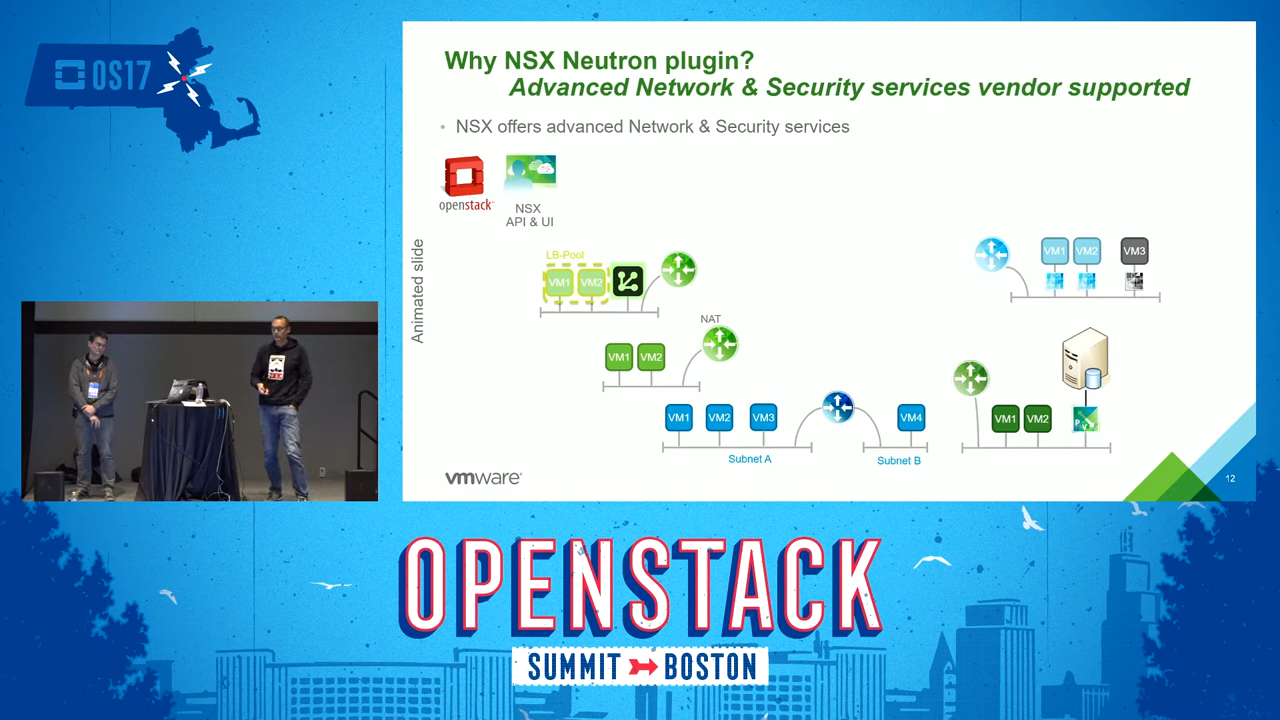 OS17
Why NSX Neutron plugin?
Advanced Network & Security services vendor supported
• NSX offers advanced Network & Security services
openstack
NSX
API & UI
Animated slide
LB-Pool
VM1 VM2
VM1 VM2 VM3
NAT
VM1 VM2
VM1 VM2 VM3 VM4
Subnet A
Subnet B
VM1 VM2
vmware
12
OPENSTACK
SUMMIT BOSTON